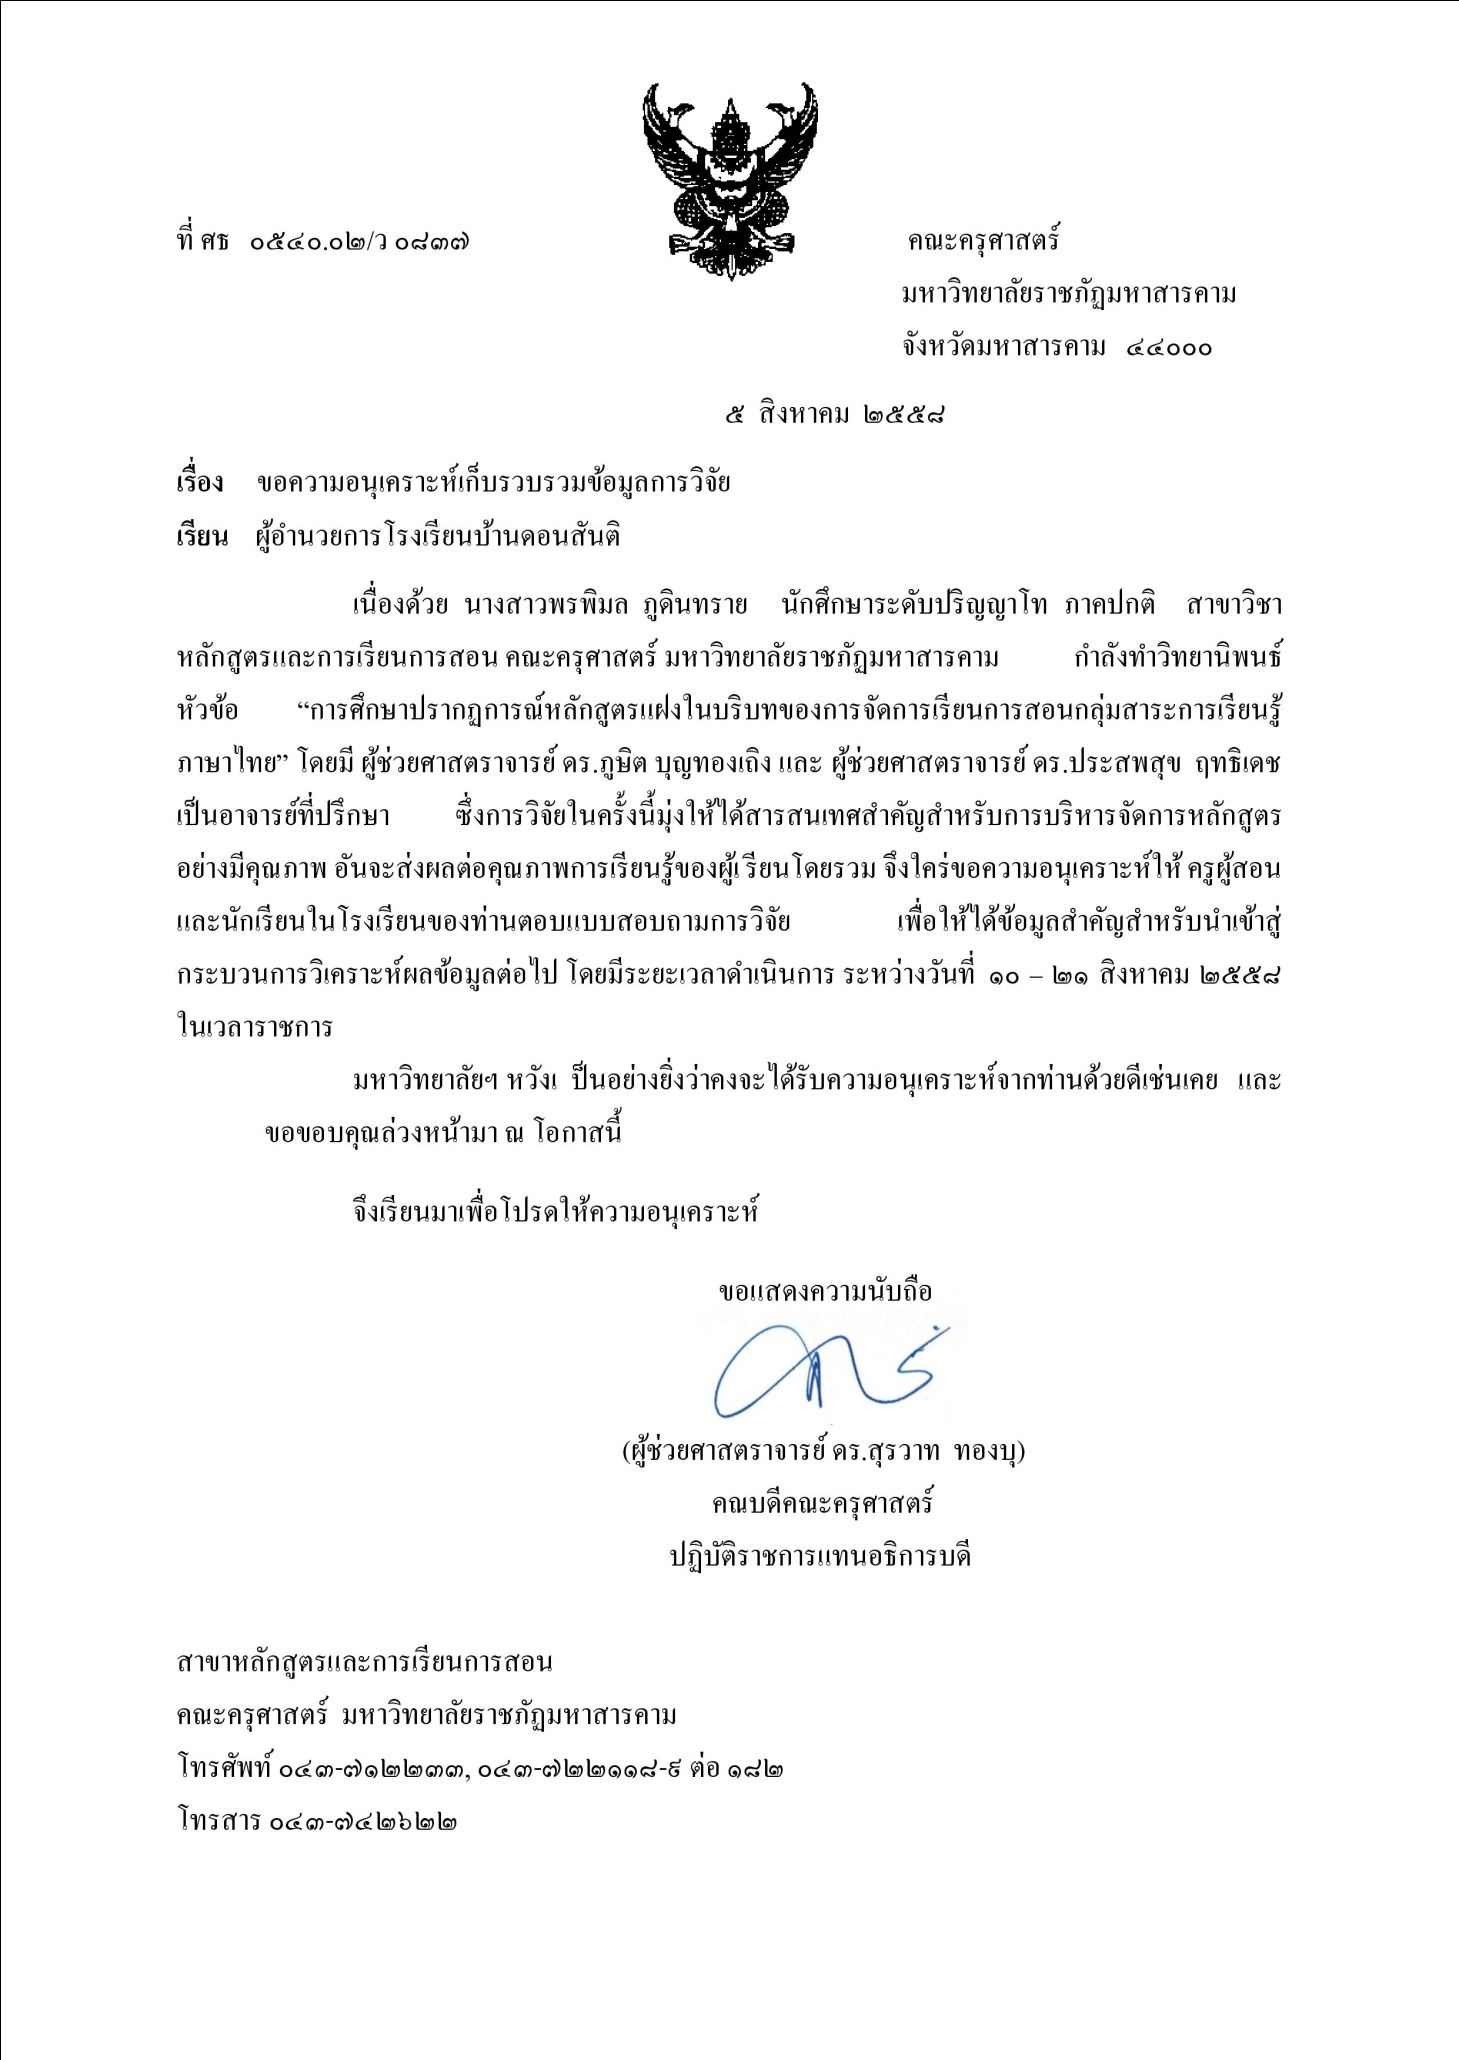 ที่ ศธ ๐๕๔๐.๐๒/ว ๐๘๓๗
คณะครุศาสตร์
มหาวิทยาลัยราชภัฏมหาสารคาม
จังหวัดมหาสารคาม ๔๔๐๐๐
๕ สิงหาคม ๒๕๕๘
เรื่อง ขอความอนุเคราะห์เก็บรวบรวมข้อมูลการวิจัย
เรียน ผู้อำนวยการโรงเรียนบ้านดอนสันติ
เนื่องด้วย นางสาวพรพิมล ภูดินทราย นักศึกษาระดับปริญญาโท ภาคปกติ สาขาวิชา
หลักสูตรและการเรียนการสอน คณะครุศาสตร์ มหาวิทยาลัยราชภัฏมหาสารคาม กำลังทำวิทยานิพนธ์
หัวข้อ “การศึกษาปรากฏการณ์หลักสูตรแฝงในบริบทของการจัดการเรียนการสอนกลุ่มสาระการเรียนรู้
ภาษาไทย” โดยมี ผู้ช่วยศาสตราจารย์ ดร.ภูษิต บุญทองเถิง และ ผู้ช่วยศาสตราจารย์ ดร.ประสพสุข ฤทธิเดช
เป็นอาจารย์ที่ปรึกษา ซึ่งการวิจัยในครั้งนี้มุ่งให้ได้สารสนเทศสำคัญสำหรับการบริหารจัดการหลักสูตร
อย่างมีคุณภาพ อันจะส่งผลต่อคุณภาพการเรียนรู้ของผู้เรียนโดยรวม จึงใคร่ขอความอนุเคราะห์ให้ ครูผู้สอน
และนักเรียนในโรงเรียนของท่านตอบแบบสอบถามการวิจัย เพื่อให้ได้ข้อมูลสำคัญสำหรับนำเข้าสู่
กระบวนการวิเคราะห์ผลข้อมูลต่อไป โดยมีระยะเวลาดำเนินการ ระหว่างวันที่ ๑๐ – ๒๑ สิงหาคม ๒๕๕๘
ในเวลาราชการ
มหาวิทยาลัยฯ หวังเ ป็นอย่างยิ่งว่าคงจะได้รับความอนุเคราะห์จากท่านด้วยดีเช่นเคย และ
ขอขอบคุณล่วงหน้ามา ณ โอกาสนี้
จึงเรียนมาเพื่อโปรดให้ความอนุเคราะห์
ขอแสดงความนับถือ
(ผู้ช่วยศาสตราจารย์ ดร.สุรวาท ทองบุ)
คณบดีคณะครุศาสตร์
ปฏิบัติราชการแทนอธิการบดี
สาขาหลักสูตรและการเรียนการสอน
คณะครุศาสตร์ มหาวิทยาลัยราชภัฏมหาสารคาม
โทรศัพท์ ๐๔๓-๗๑๒๒๓๓, ๐๔๓-๗๒๒๑๑๘-๙ ต่อ ๑๘๒
โทรสาร ๐๔๓-๗๔๒๖๒๒